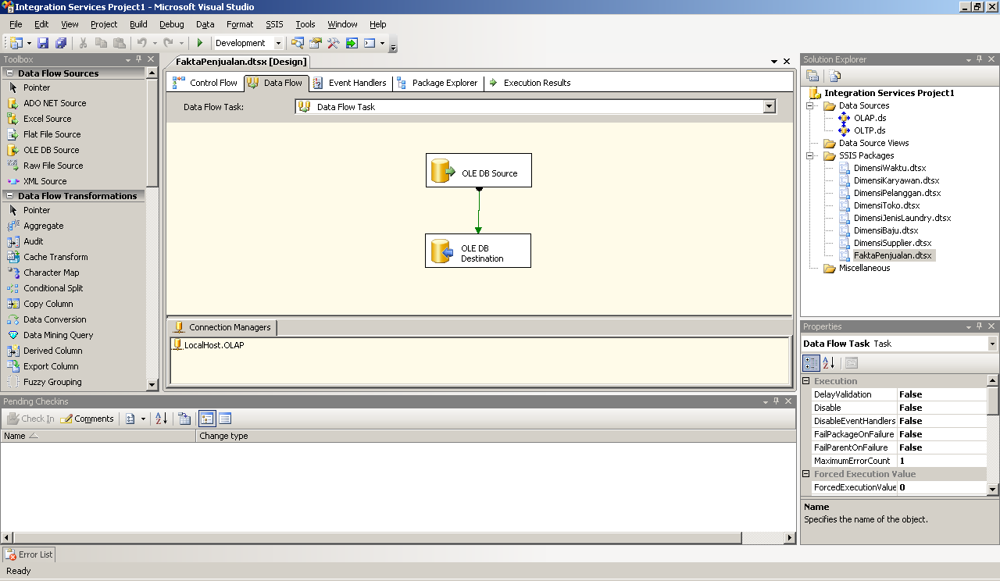 Integration Services Project1 - Microsoft Visual Studio
File Edit View Project Build Debug Data Format SSIS Tools Window Help
Development
Toolbox
Data Flow Sources
Pointer
ADO NET Source
Excel Source
Flat File Source
OLE DB Source
Raw File Source
XML Source
Data Flow Transformations
Pointer
Aggregate
Audit
Cache Transform
Character Map
Conditional Split
Copy Column
Data Conversion
Data Mining Query
Derived Column
Export Column
Fuzzy Grouping
FaktaPenjualan.dtsx [Design]
Control Flow Data Flow Event Handlers Package Explorer Execution Results
Data Flow Task: Data Flow Task
OLE DB Source
OLE DB
Destination
Connection Managers
LocalHost.OLAP
Solution Explorer
Integration Services Project1
Data Sources
OLAP.ds
OLTP.ds
Data Source Views
SSIS Packages
DimensiWaktu.dtsx
DimensiKaryawan.dtsx
DimensiPelanggan.dtsx
DimensiToko.dtsx
DimensiJenisLaundry.dtsx
DimensiBaju.dtsx
DimensiSupplier.dtsx
FaktaPenjualan.dtsx
Miscellaneous
Properties
Data Flow Task Task
Execution
DelayValidation False
Disable False
DisableEventHandlers False
FailPackageOnFailure False
FailParentOnFailure False
MaximumErrorCount 1
Forced Execution Value
ForcedExecutionValue 0
Name
Specifies the name of the object.
Pending Checkins
Check In Comments
Name Change type
Error List
Ready